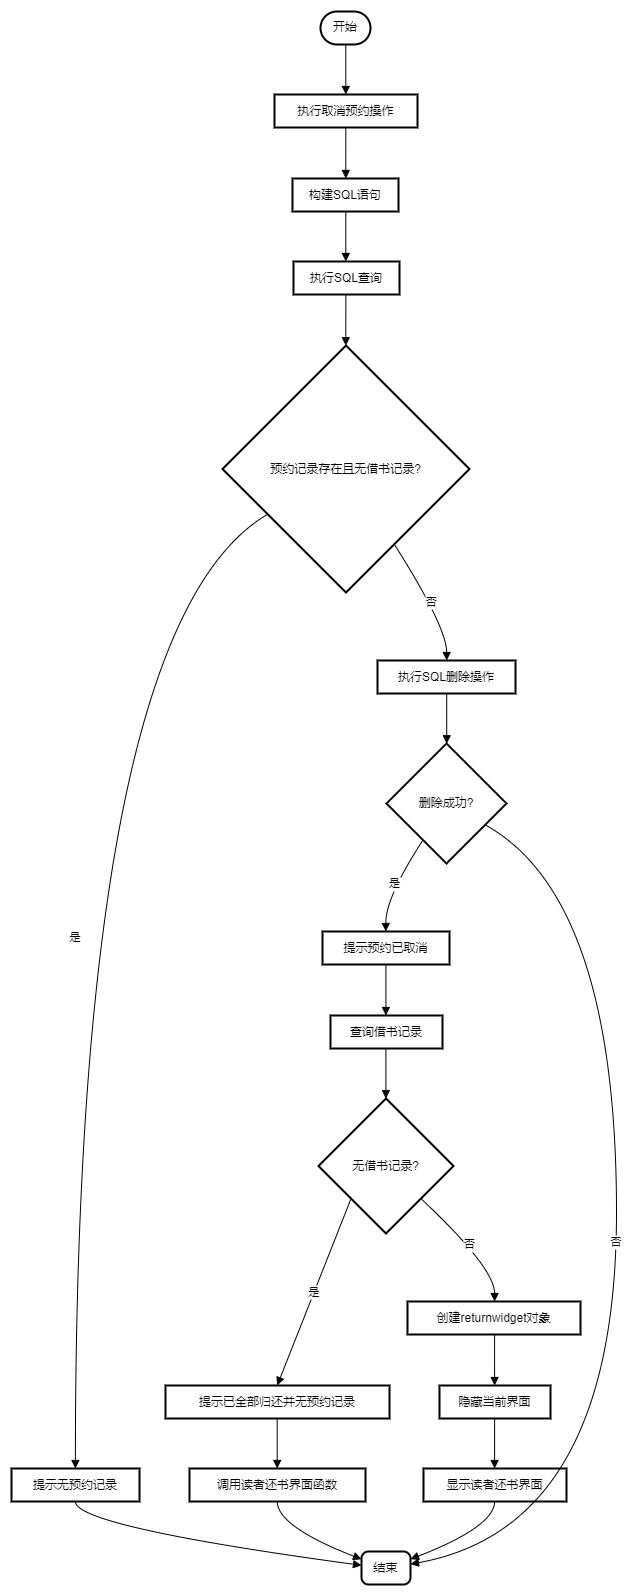 开始
执行取消预约操作
构建SQL语句
执行SQL查询
预约记录存在且无借书记录?
否
执行SQL删除操作
删除成功?
是
是
提示预约已取消
查询借书记录
无借书记录?
否
否
是
创建returnwidget对象
提示已全部归还并无预约记录
隐藏当前界面
提示无预约记录
调用读者还书界面函数
显示读者还书界面
结束